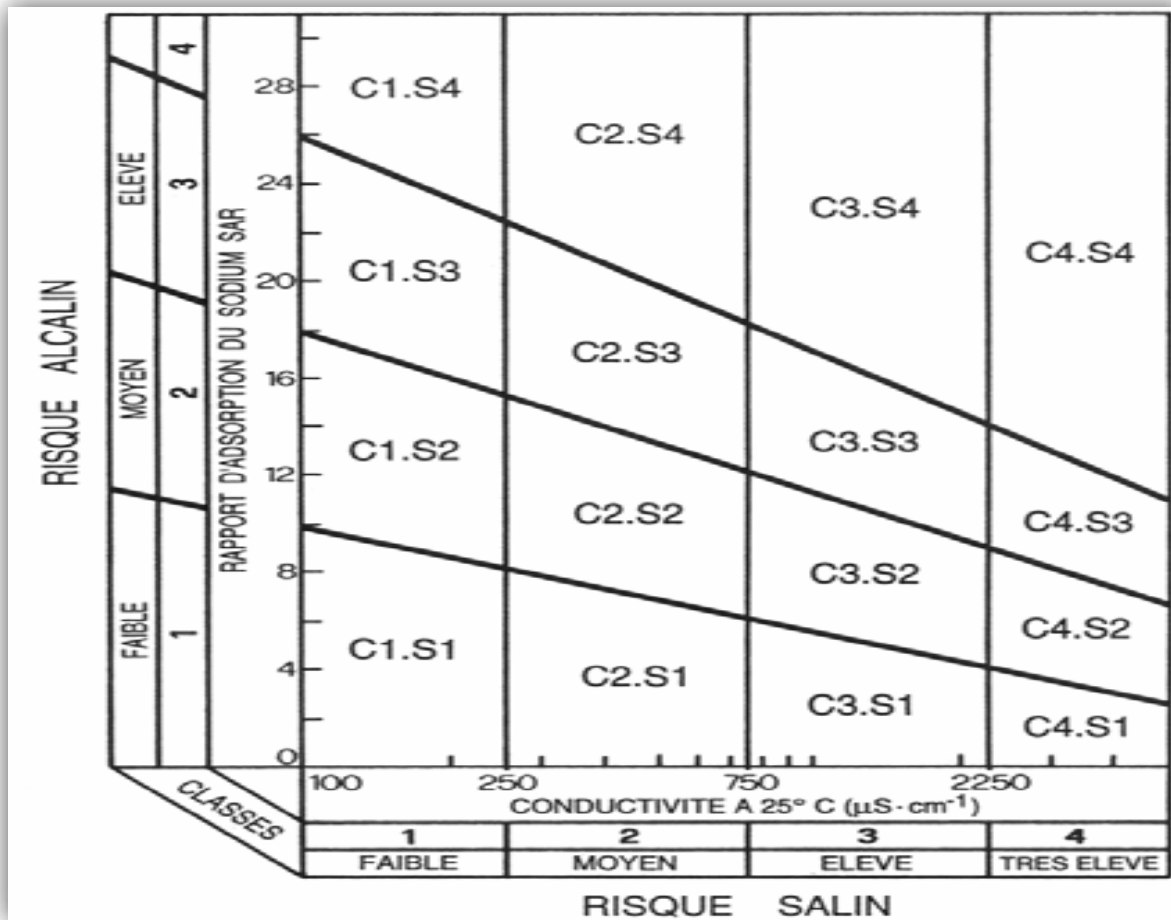 4
28
C1.S4
C2.S4
ELEVE
3
24
C3.S4
C4.S4
C1.S3
20
RISQUE ALCALIN
RAPPORT D'ADSORPTION DU SODIUM SAR
MOYEN
2
16
C2.S3
C3.S3
C1.S2
12
C2.S2
C4.S3
8
C3.S2
FAIBLE
1
C1.S1
C4.S2
4
C2.S1
C3.S1
C4.S1
0
100
250
750
2250
CLASSES
CONDUCTIVITE A 25° C (µS·cm⁻¹)
1 2 3 4
FAIBLE MOYEN ELEVE TRES ELEVE
RISQUE SALIN